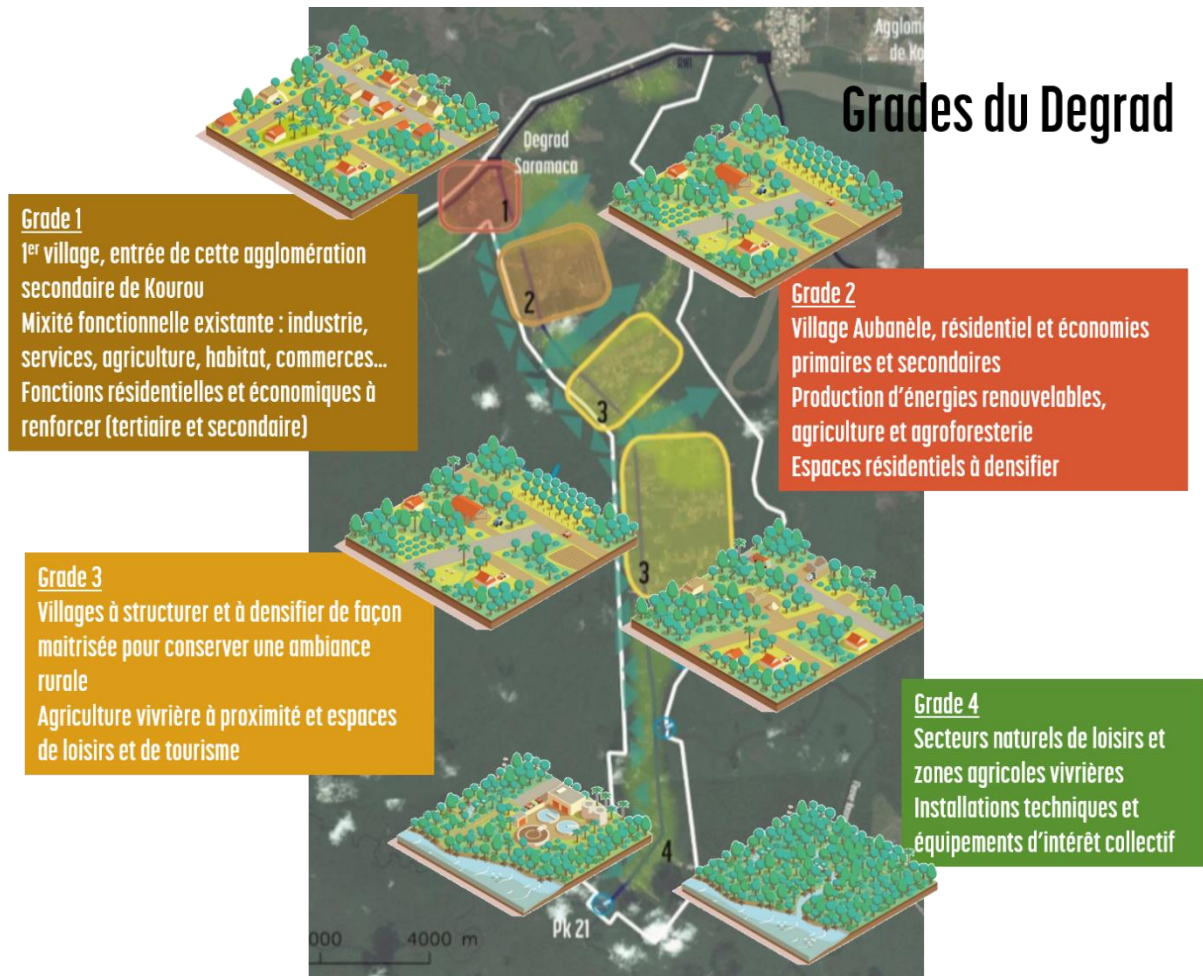 Agglomé
de Ko
RN1
Grades du Degrad
Degrad
Saramaca
1
2
3
3
4
Grade 1
1er village, entrée de cette agglomération
secondaire de Kourou
Mixité fonctionnelle existante : industrie,
services, agriculture, habitat, commerces...
Fonctions résidentielles et économiques à
renforcer (tertiaire et secondaire)
Grade 2
Village Aubanèle, résidentiel et économies
primaires et secondaires
Production d'énergies renouvelables,
agriculture et agroforesterie
Espaces résidentiels à densifier
Grade 3
Villages à structurer et à densifier de façon
maitrisée pour conserver une ambiance
rurale
Agriculture vivrière à proximité et espaces
de loisirs et de tourisme
Grade 4
Secteurs naturels de loisirs et
zones agricoles vivrières
Installations techniques et
équipements d'intérêt collectif
Pk 21
000 4000 m